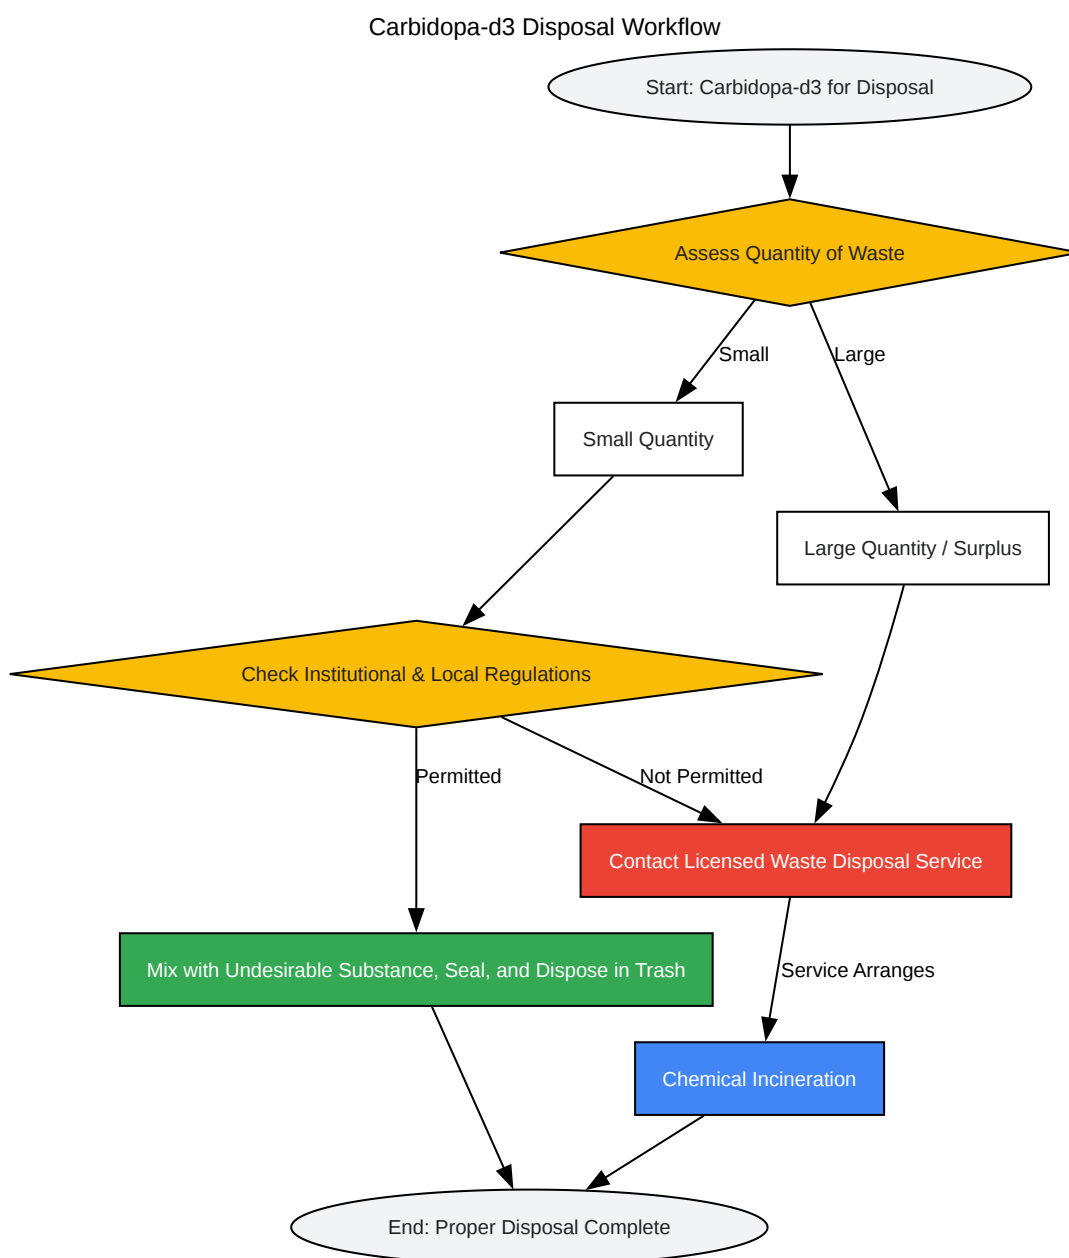 Carbidopa-d3 Disposal Workflow
Start: Carbidopa-d3 for Disposal
Assess Quantity of Waste
Small
Large
Small Quantity
Large Quantity / Surplus
Check Institutional & Local Regulations
Permitted
Not Permitted
Contact Licensed Waste Disposal Service
Mix with Undesirable Substance, Seal, and Dispose in Trash
Service Arranges
Chemical Incineration
End: Proper Disposal Complete